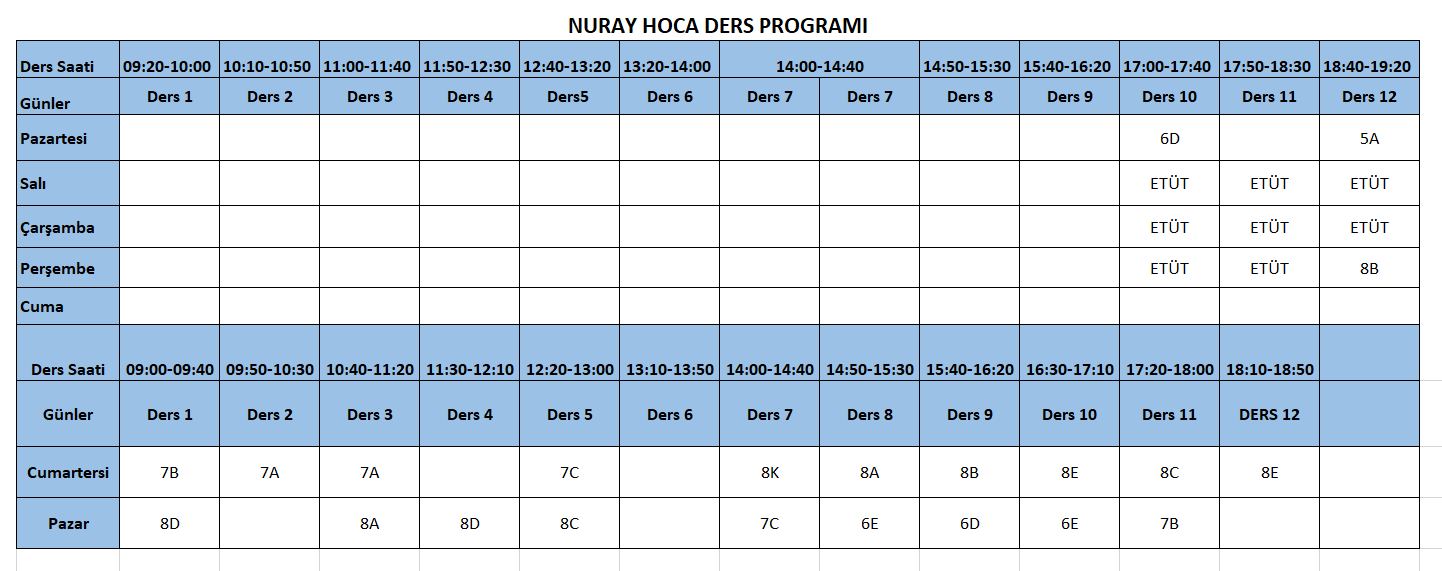 NURAY HOCA DERS PROGRAMI
Ders Saati 09:20-10:00 10:10-10:50 11:00-11:40 11:50-12:30 12:40-13:20 13:20-14:00 14:00-14:40 14:50-15:30 15:40-16:20 17:00-17:40 17:50-18:30 18:40-19:20
Günler Ders 1 Ders 2 Ders 3 Ders 4 Ders5 Ders 6 Ders 7 Ders 7 Ders 8 Ders 9 Ders 10 Ders 11 Ders 12
Pazartesi 6D 5A
Salı ETÜT ETÜT ETÜT
Çarşamba ETÜT ETÜT ETÜT
Perşembe ETÜT ETÜT 8B
Cuma
Ders Saati 09:00-09:40 09:50-10:30 10:40-11:20 11:30-12:10 12:20-13:00 13:10-13:50 14:00-14:40 14:50-15:30 15:40-16:20 16:30-17:10 17:20-18:00 18:10-18:50
Günler Ders 1 Ders 2 Ders 3 Ders 4 Ders 5 Ders 6 Ders 7 Ders 8 Ders 9 Ders 10 Ders 11 DERS 12
Cumartersi 7B 7A 7A 7C 8K 8A 8B 8E 8C 8E
Pazar 8D 8A 8D 8C 7C 6E 6D 6E 7B